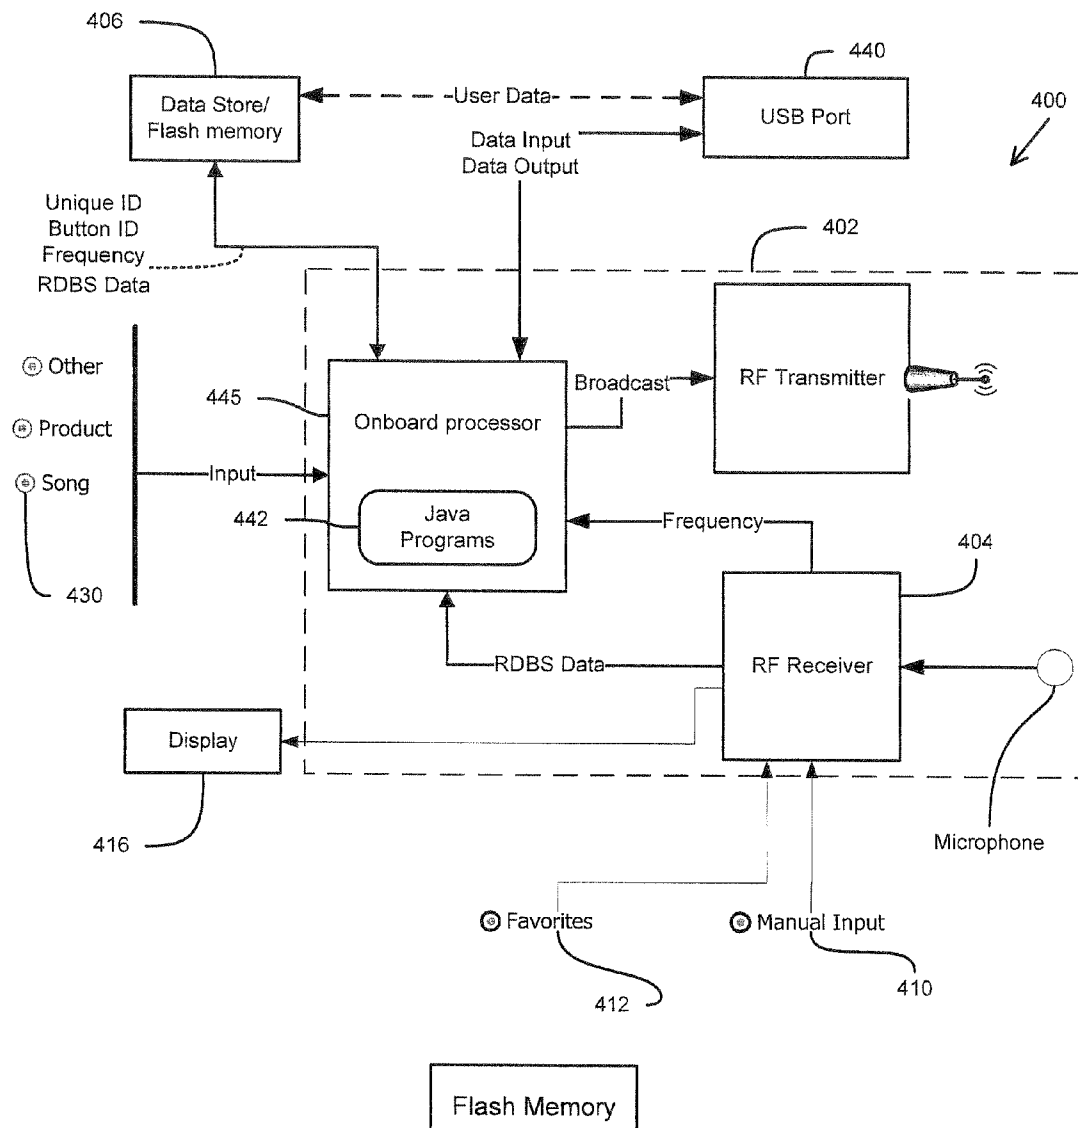 406
440
Data Store/
Flash memory
User Data
USB Port
400
Data Input
Data Output
Unique ID
Button ID
Frequency
RDBS Data
402
Other
Product
Song
430
Input
445
Onboard processor
442
Java
Programs
Broadcast
RF Transmitter
Frequency
404
RDBS Data
RF Receiver
Display
416
Microphone
Favorites
Manual Input
412
410
Flash Memory